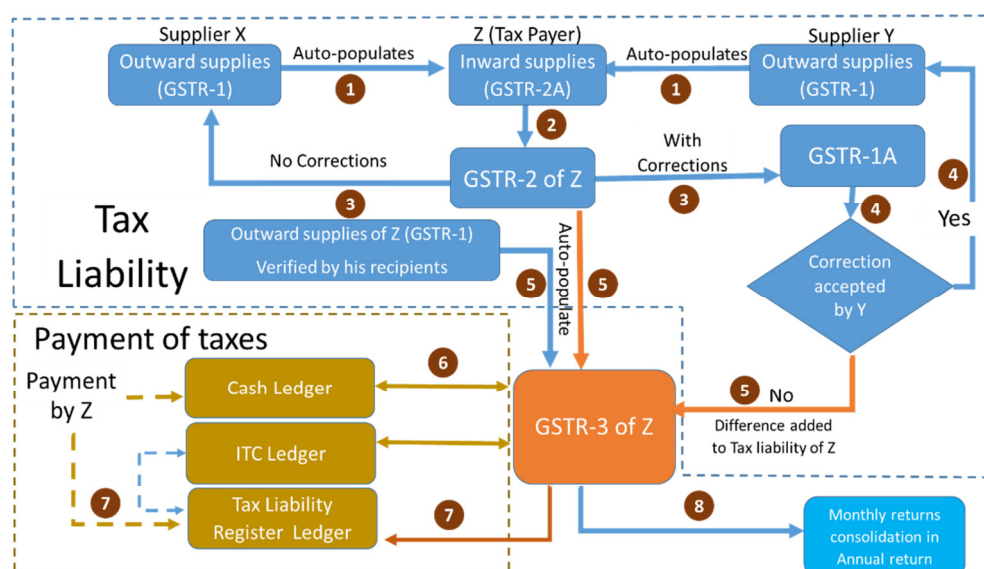 Supplier X
Z (Tax Payer)
Supplier Y
Outward supplies
(GSTR-1)
Auto-populates
1
Inward supplies
(GSTR-2A)
Auto-populates
1
Outward supplies
(GSTR-1)
2
No Corrections
3
GSTR-2 of Z
With
Corrections
3
GSTR-1A
4
4
Yes
Tax
Liability
Outward supplies of Z (GSTR-1)
Verified by his recipients
5
Auto-populate
5
Correction
accepted
by Y
Payment of taxes
Payment
by Z
Cash Ledger
6
GSTR-3 of Z
5
No
Difference added
to Tax liability of Z
ITC Ledger
7
Tax Liability
Register Ledger
7
8
Monthly returns
consolidation in
Annual return